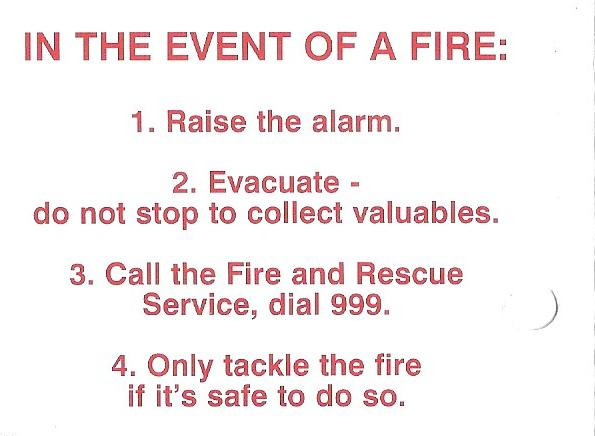 IN THE EVENT OF A FIRE:
1. Raise the alarm.
2. Evacuate -
do not stop to collect valuables.
3. Call the Fire and Rescue
Service, dial 999.
4. Only tackle the fire
if it's safe to do so.